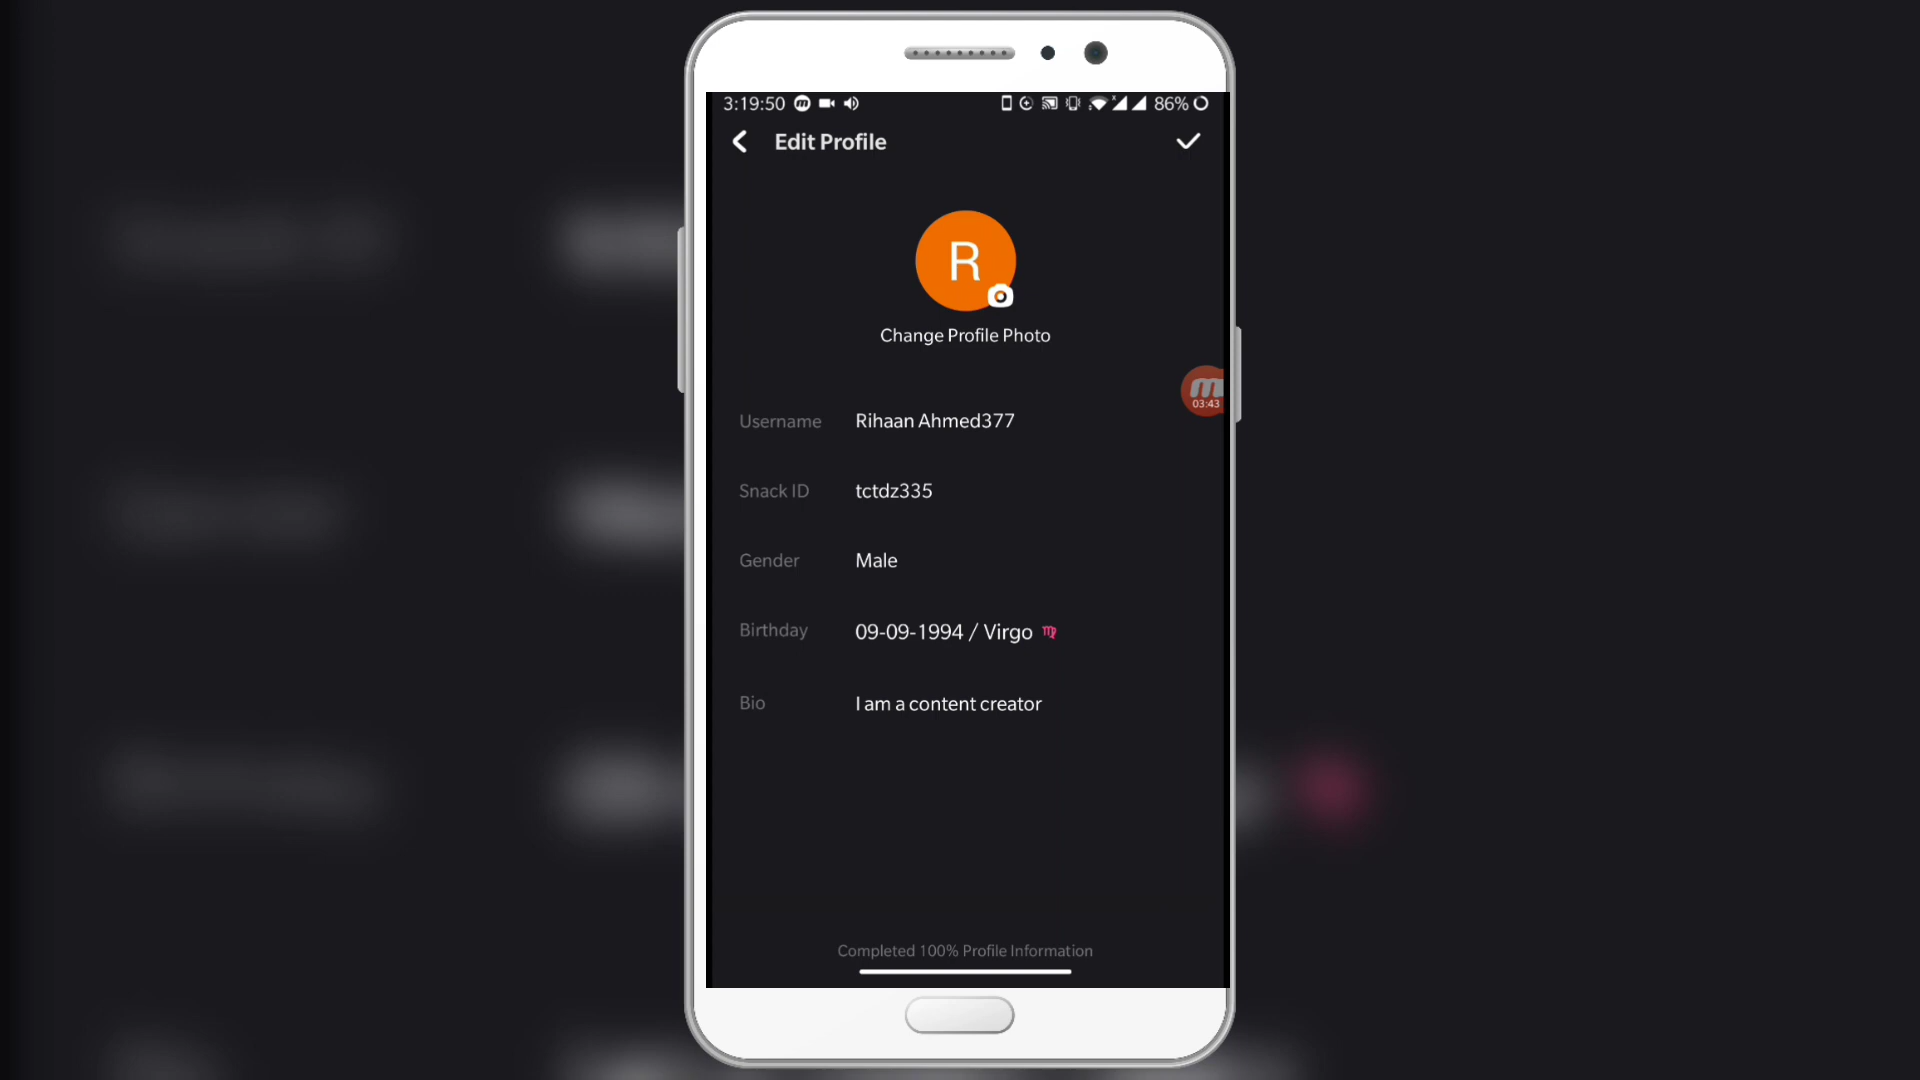 3:19:50 86%
Edit Profile
R
Change Profile Photo
03:43
Username Rihaan Ahmed377
Snack ID tctdz335
Gender Male
Birthday 09-09-1994 / Virgo ♍
Bio I am a content creator
Completed 100% Profile Information